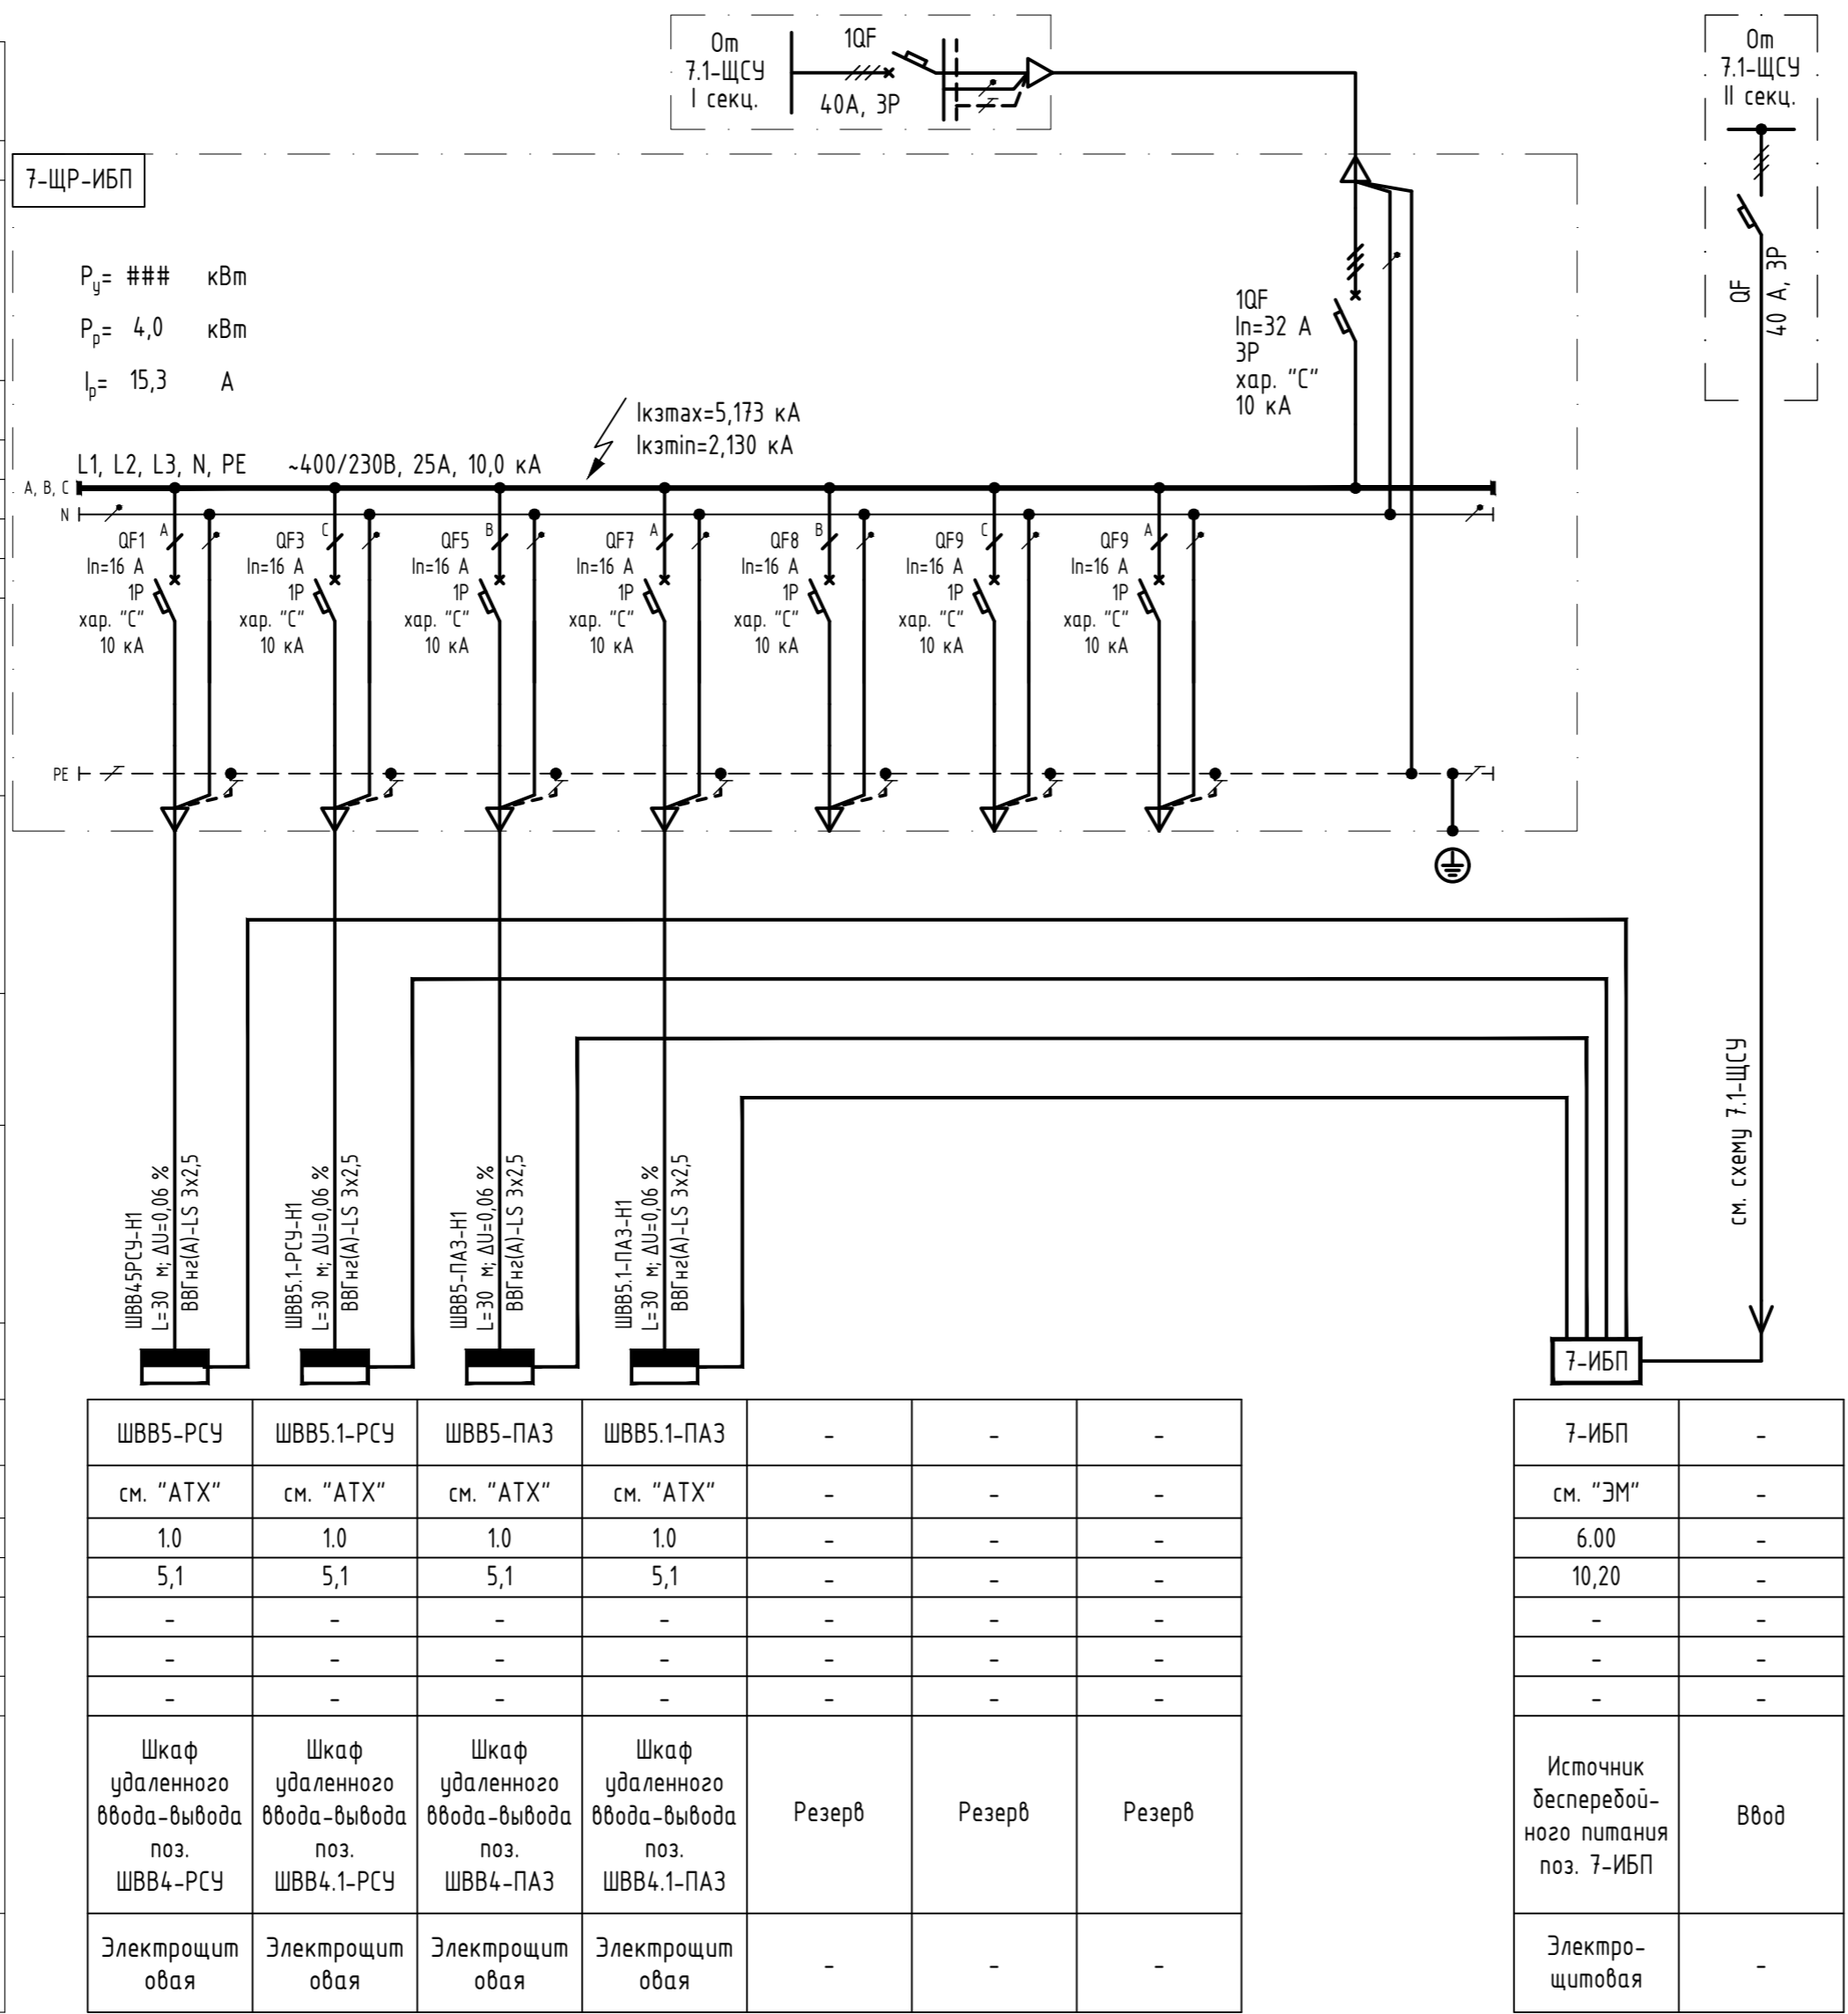 От
7.1-ЩСУ
I секц.
1QF
40А, 3Р
От
7.1-ЩСУ
II секц.
QF
40 А, 3Р
7-ЩР-ИБП
Pу= ### кВт
Pр= 4,0 кВт
Iр= 15,3 А
1QF
In=32 А
3Р
хар. "С"
10 кА
Iкзmax=5,173 кА
Iкзmin=2,130 кА
L1, L2, L3, N, PE ~400/230В, 25А, 10,0 кА
A, B, C
N
QF1
In=16 А
1Р
хар. "С"
10 кА
A
QF3
In=16 А
1Р
хар. "С"
10 кА
C
QF5
In=16 А
1Р
хар. "С"
10 кА
B
QF7
In=16 А
1Р
хар. "С"
10 кА
A
QF8
In=16 А
1Р
хар. "С"
10 кА
B
QF9
In=16 А
1Р
хар. "С"
10 кА
C
QF9
In=16 А
1Р
хар. "С"
10 кА
A
PE
ШВВ45РСУ-Н1
L=30 м; ΔU=0,06 %
ВВГнг(А)-LS 3х2,5
ШВВ5.1-РСУ-Н1
L=30 м; ΔU=0,06 %
ВВГнг(А)-LS 3х2,5
ШВВ5-ПАЗ-Н1
L=30 м; ΔU=0,06 %
ВВГнг(А)-LS 3х2,5
ШВВ5.1-ПАЗ-Н1
L=30 м; ΔU=0,06 %
ВВГнг(А)-LS 3х2,5
см. схему 7.1-ЩСУ
7-ИБП
ШВВ5-РСУ ШВВ5.1-РСУ ШВВ5-ПАЗ ШВВ5.1-ПАЗ - - - 7-ИБП -
см. "АТХ" см. "АТХ" см. "АТХ" см. "АТХ" - - - см. "ЭМ" -
1.0 1.0 1.0 1.0 - - - 6.00 -
5,1 5,1 5,1 5,1 - - - 10,20 -
- - - - - - - - -
- - - - - - - - -
- - - - - - - - -
Шкаф
удаленного
ввода-вывода
поз.
ШВВ4-РСУ
Шкаф
удаленного
ввода-вывода
поз.
ШВВ4.1-РСУ
Шкаф
удаленного
ввода-вывода
поз.
ШВВ4-ПАЗ
Шкаф
удаленного
ввода-вывода
поз.
ШВВ4.1-ПАЗ
Резерв
Резерв
Резерв
Источник
бесперебой-
ного питания
поз. 7-ИБП
Ввод
Электрощит
овая
Электрощит
овая
Электрощит
овая
Электрощит
овая
-
-
-
Электро-
щитовая
-